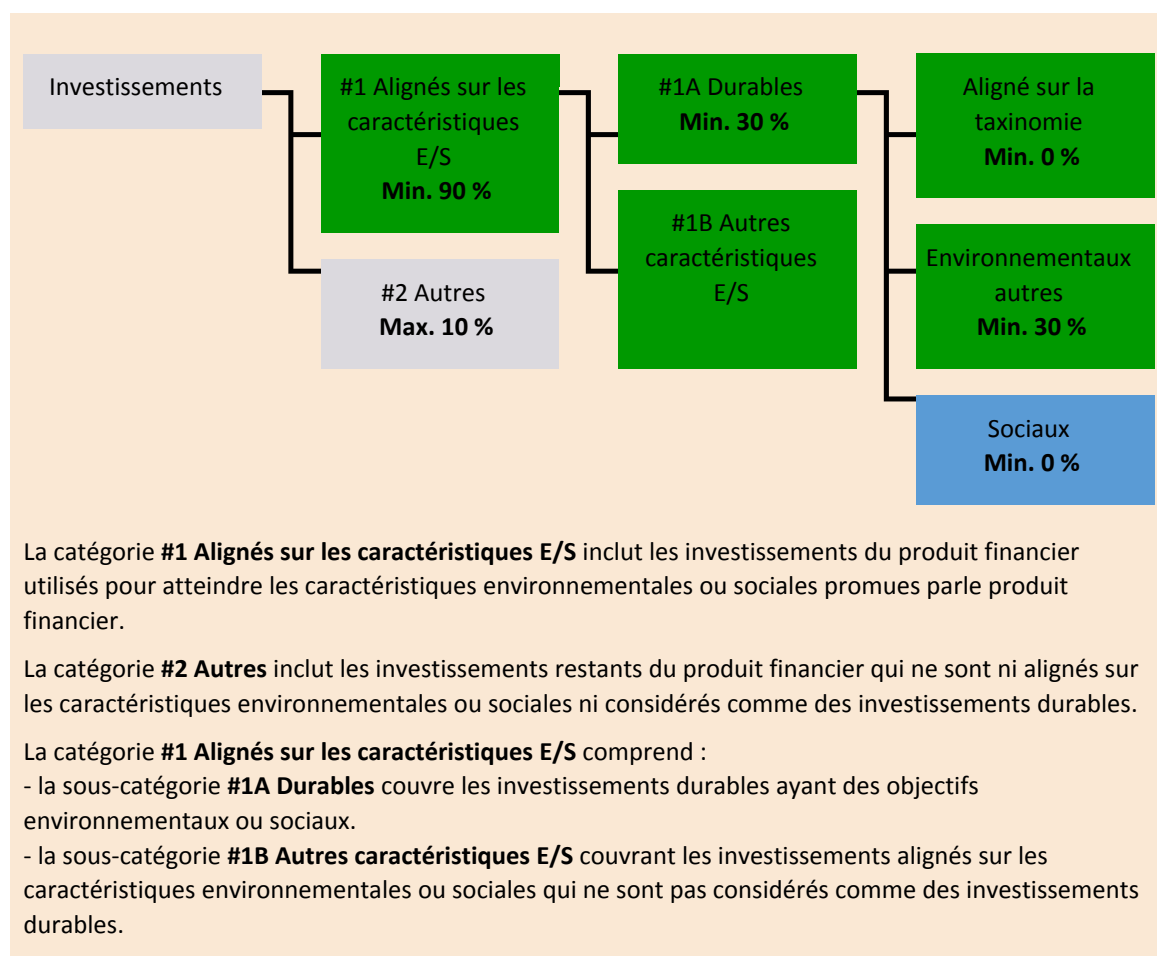 Investissements
#1 Alignés sur les
caractéristiques
E/S
Min. 90 %
#2 Autres
Max. 10 %
#1A Durables
Min. 30 %
#1B Autres
caractéristiques
E/S
Aligné sur la
taxinomie
Min. 0 %
Environnementaux
autres
Min. 30 %
Sociaux
Min. 0 %
La catégorie #1 Alignés sur les caractéristiques E/S inclut les investissements du produit financier
utilisés pour atteindre les caractéristiques environnementales ou sociales promues parle produit
financier.
La catégorie #2 Autres inclut les investissements restants du produit financier qui ne sont ni alignés sur
les caractéristiques environnementales ou sociales ni considérés comme des investissements durables.
La catégorie #1 Alignés sur les caractéristiques E/S comprend :
- la sous-catégorie #1A Durables couvre les investissements durables ayant des objectifs
environnementaux ou sociaux.
- la sous-catégorie #1B Autres caractéristiques E/S couvrant les investissements alignés sur les
caractéristiques environnementales ou sociales qui ne sont pas considérés comme des investissements
durables.